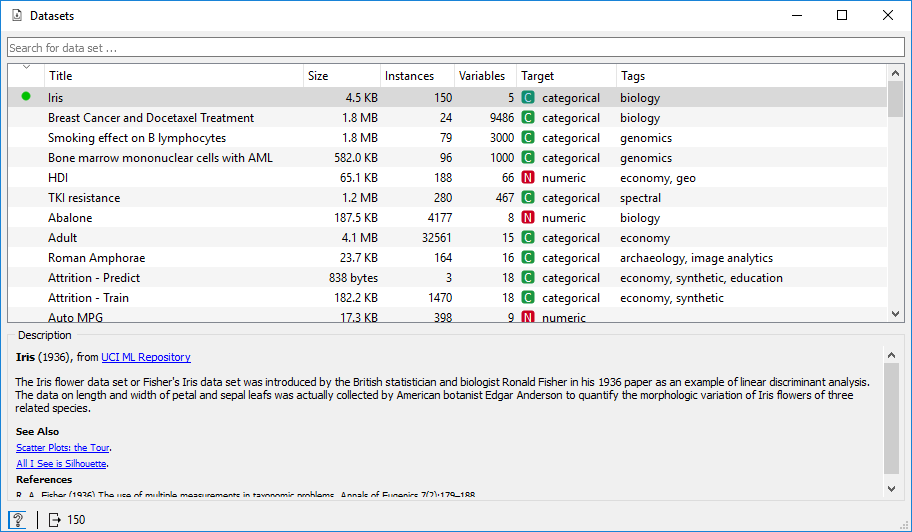 Datasets
Search for data set ...
Title Size Instances Variables Target Tags
Iris 4.5 KB 150 5 C categorical biology
Breast Cancer and Docetaxel Treatment 1.8 MB 24 9486 C categorical biology
Smoking effect on B lymphocytes 1.8 MB 79 3000 C categorical genomics
Bone marrow mononuclear cells with AML 582.0 KB 96 1000 C categorical genomics
HDI 65.1 KB 188 66 N numeric economy, geo
TKI resistance 1.2 MB 280 467 C categorical spectral
Abalone 187.5 KB 4177 8 N numeric biology
Adult 4.1 MB 32561 15 C categorical economy
Roman Amphorae 23.7 KB 164 16 C categorical archaeology, image analytics
Attrition - Predict 838 bytes 3 18 C categorical economy, synthetic, education
Attrition - Train 182.2 KB 1470 18 C categorical economy, synthetic
Auto MPG 17.3 KB 398 9 N numeric
Description
Iris (1936), from UCI ML Repository
The Iris flower data set or Fisher's Iris data set was introduced by the British statistician and biologist Ronald Fisher in his 1936 paper as an example of linear discriminant analysis.
The data on length and width of petal and sepal leafs was actually collected by American botanist Edgar Anderson to quantify the morphologic variation of Iris flowers of three
related species.
See Also
Scatter Plots: the Tour.
All I See is Silhouette.
References
R. A. Fisher (1936) The use of multiple measurements in taxonomic problems. Annals of Eugenics 7(2):179–188
? 150